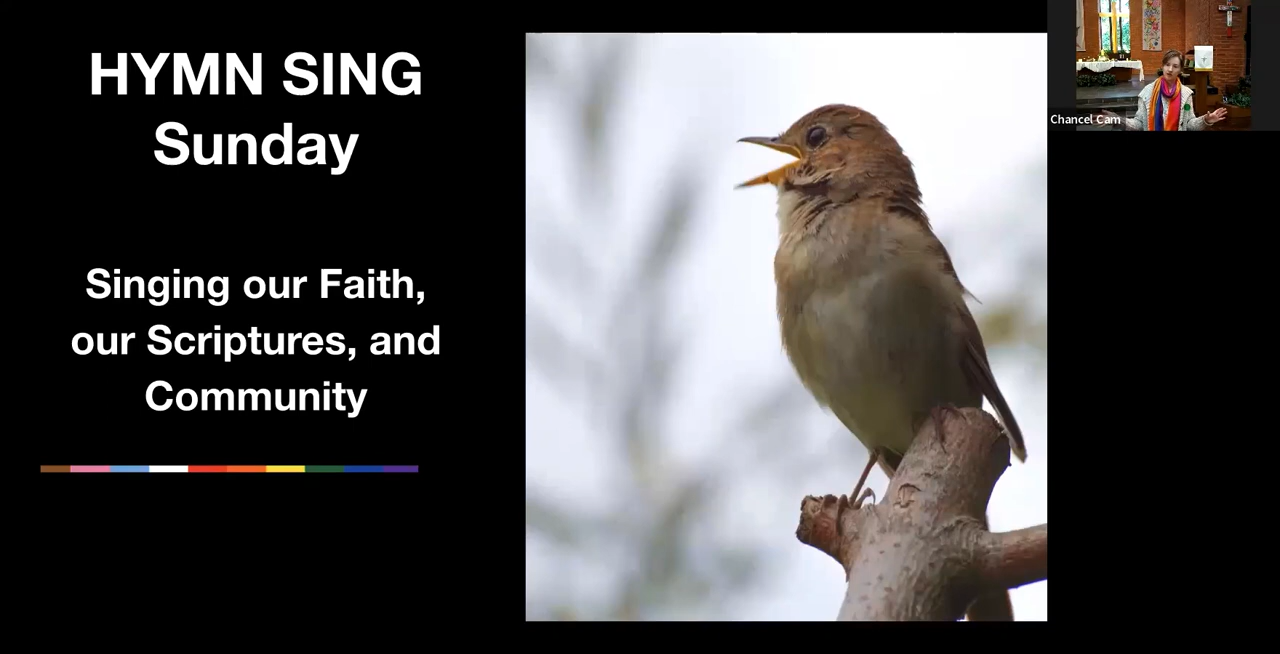 HYMN SING
Sunday
Singing our Faith,
our Scriptures, and
Community
Chancel Cam